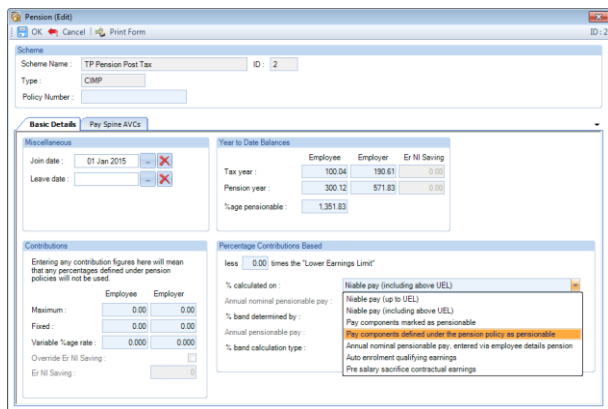 Pension (Edit)
OK Cancel Print Form ID : 2
Scheme
Scheme Name : TP Pension Post Tax ID : 2
Type : CIMP
Policy Number :
Basic Details Pay Spine AVCs
Miscellaneous
Join date : 01 Jan 2015 ...
Leave date : ...
Year to Date Balances
Employee Employer Er NI Saving
Tax year : 100.04 190.61 0.00
Pension year : 300.12 571.83 0.00
%age pensionable : 1,351.83
Contributions
Entering any contribution figures here will mean
that any percentages defined under pension
policies will not be used.
Employee Employer
Maximum : 0.00 0.00
Fixed : 0.00 0.00
Variable %age rate : 0.000 0.000
Override Er NI Saving :
Er NI Saving : 0
Percentage Contributions Based
less 0.00 times the "Lower Earnings Limit"
% calculated on : Niable pay (including above UEL)
Annual nominal pensionable pay :
% band determined by :
Annual pensionable pay :
% band calculation type :
Niable pay (up to UEL)
Niable pay (including above UEL)
Pay components marked as pensionable
Pay components defined under the pension policy as pensionable
Annual nominal pensionable pay, entered via employee details pension
Auto enrolment qualifying earnings
Pre salary sacrifice contractual earnings